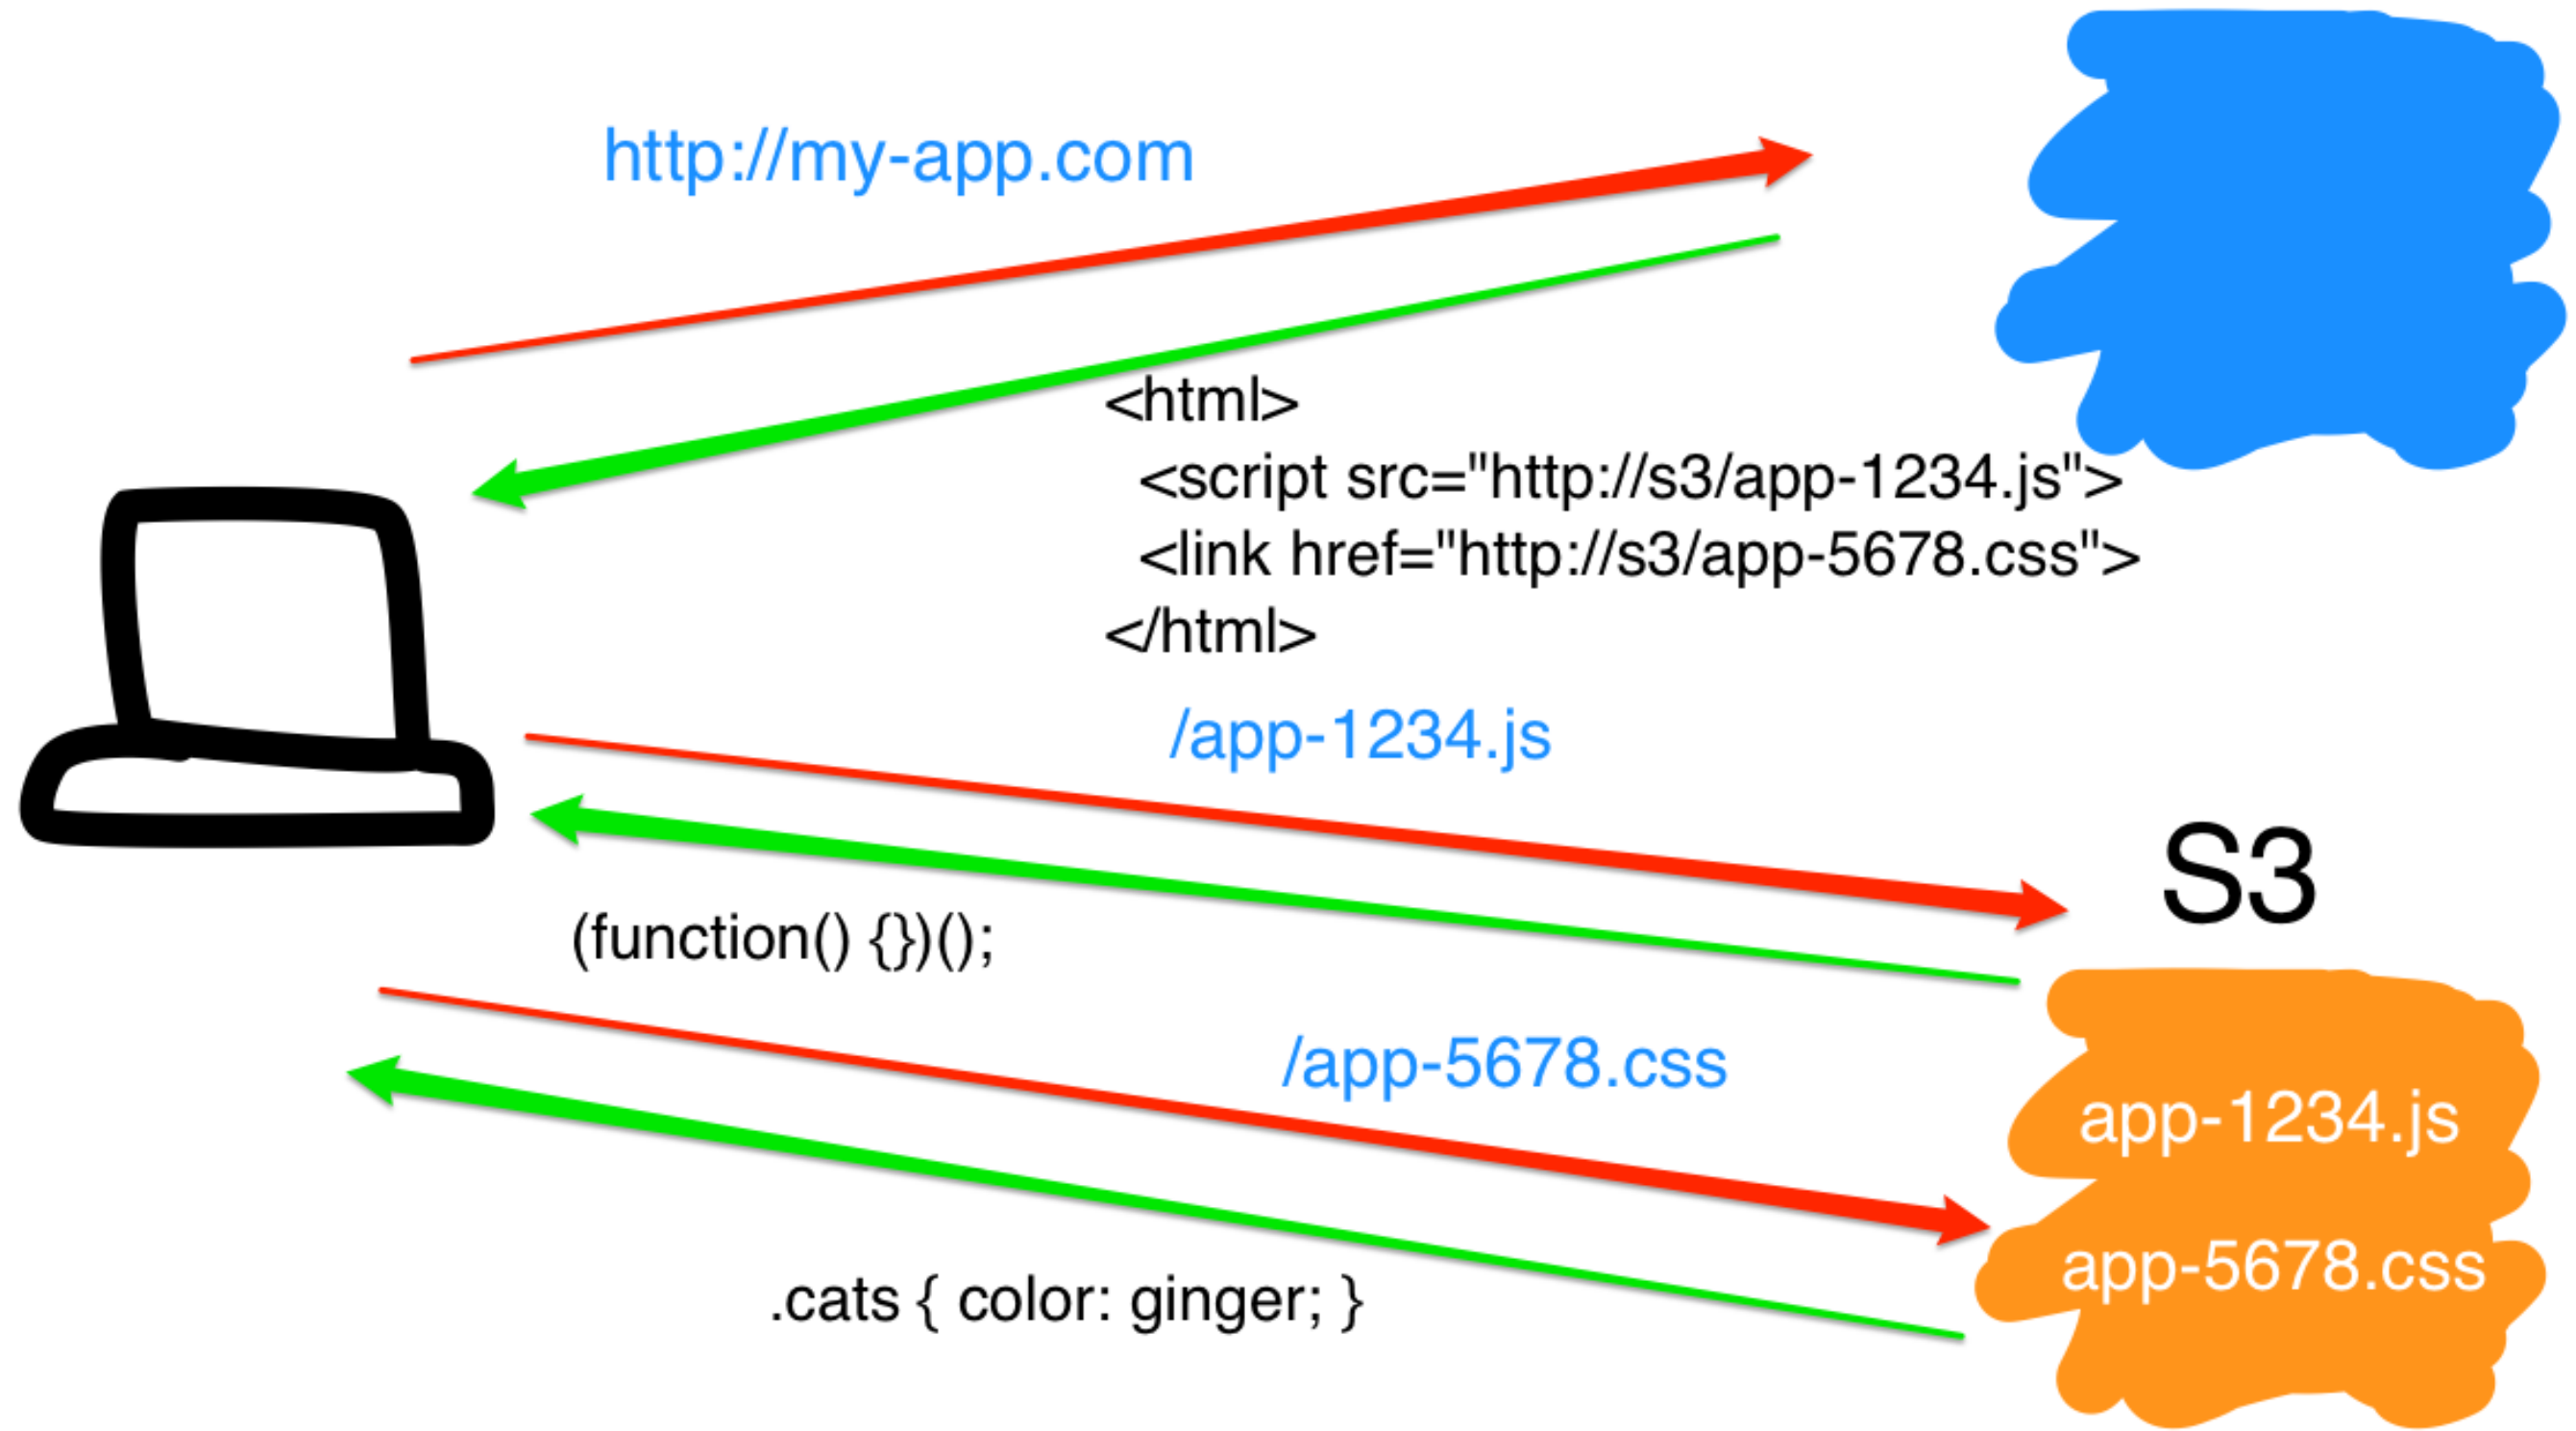 http://my-app.com
<html>
<script src="http://s3/app-1234.js">
<link href="http://s3/app-5678.css">
</html>
/app-1234.js
S3
(function() {})();
/app-5678.css
app-1234.js
app-5678.css
.cats { color: ginger; }